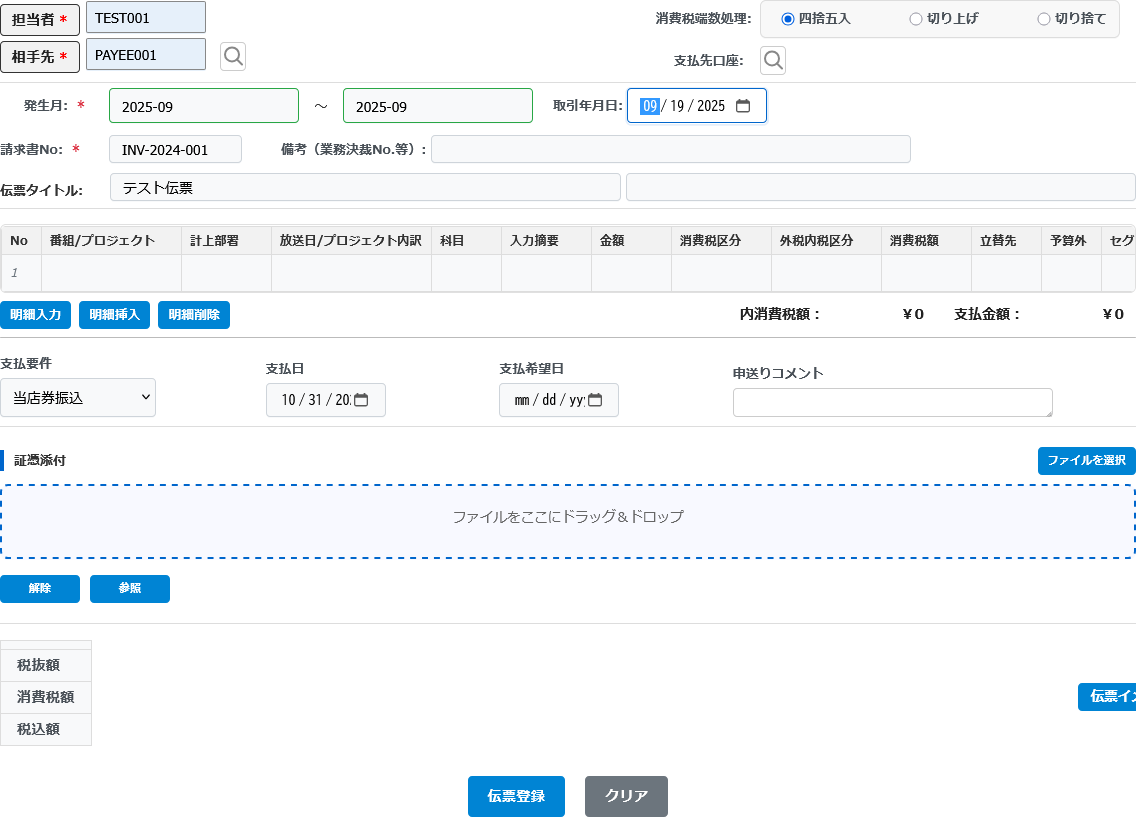 担当者 * TEST001 消費税端数処理: 四捨五入 切り上げ 切り捨て
相手先 * PAYEE001 支払先口座:
発生月: * 2025-09 ～ 2025-09 取引年月日: 09 / 19 / 2025
請求書No: * INV-2024-001 備考（業務決裁No.等）:
伝票タイトル: テスト伝票
No 番組/プロジェクト 計上部署 放送日/プロジェクト内訳 科目 入力摘要 金額 消費税区分 外税内税区分 消費税額 立替先 予算外 セグ
1
明細入力 明細挿入 明細削除 内消費税額： ¥0 支払金額： ¥0
支払要件 支払日 支払希望日 申送りコメント
当店券振込 10 / 31 / 20 mm / dd / yy
証憑添付 ファイルを選択
ファイルをここにドラッグ＆ドロップ
解除 参照
税抜額
消費税額 伝票イ
税込額
伝票登録 クリア